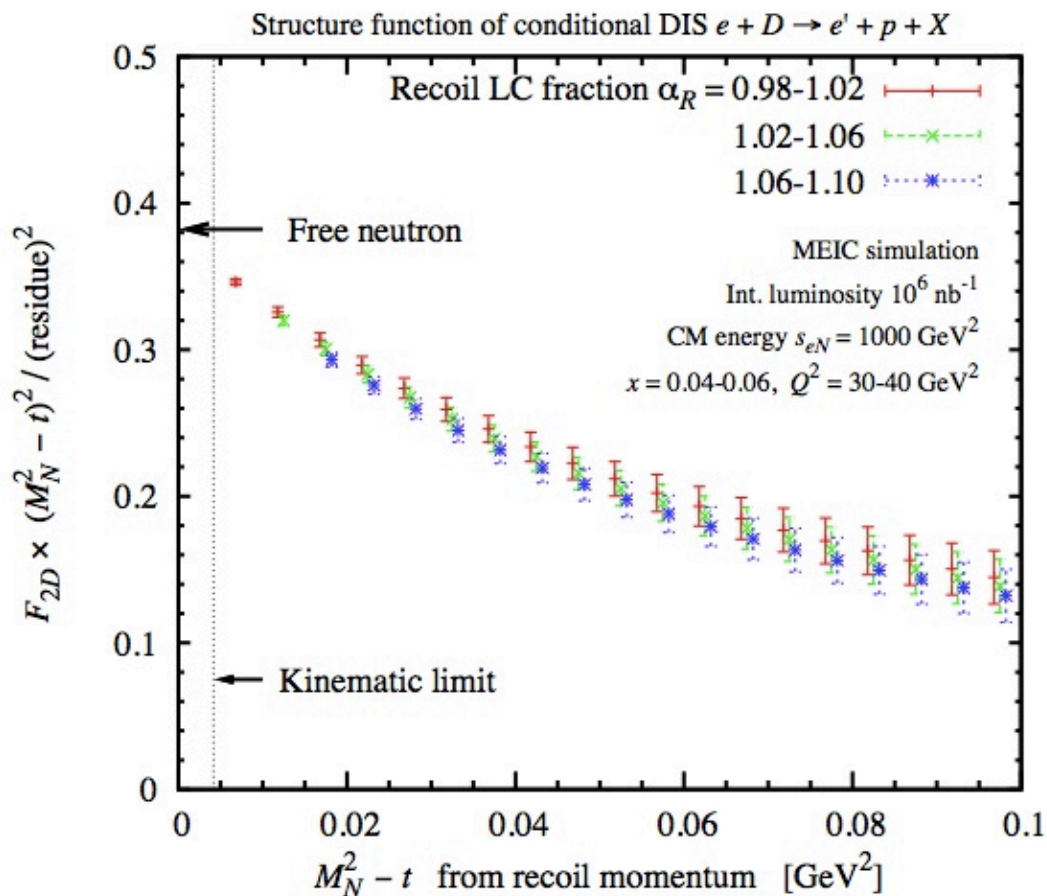 Structure function of conditional DIS e + D → e' + p + X
0.5
0.4
0.3
0.2
0.1
0
F_{2D} × (M_N^2 − t)^2 / (residue)^2
Recoil LC fraction α_R = 0.98-1.02
1.02-1.06
1.06-1.10
Free neutron
MEIC simulation
Int. luminosity 10^6 nb^{-1}
CM energy s_{eN} = 1000 GeV^2
x = 0.04-0.06, Q^2 = 30-40 GeV^2
Kinematic limit
0 0.02 0.04 0.06 0.08 0.1
M_N^2 − t from recoil momentum [GeV^2]